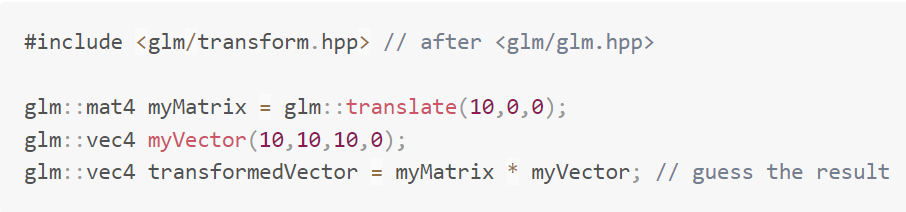 #include <glm/transform.hpp> // after <glm/glm.hpp>
glm::mat4 myMatrix = glm::translate(10,0,0);
glm::vec4 myVector(10,10,10,0);
glm::vec4 transformedVector = myMatrix * myVector; // guess the result